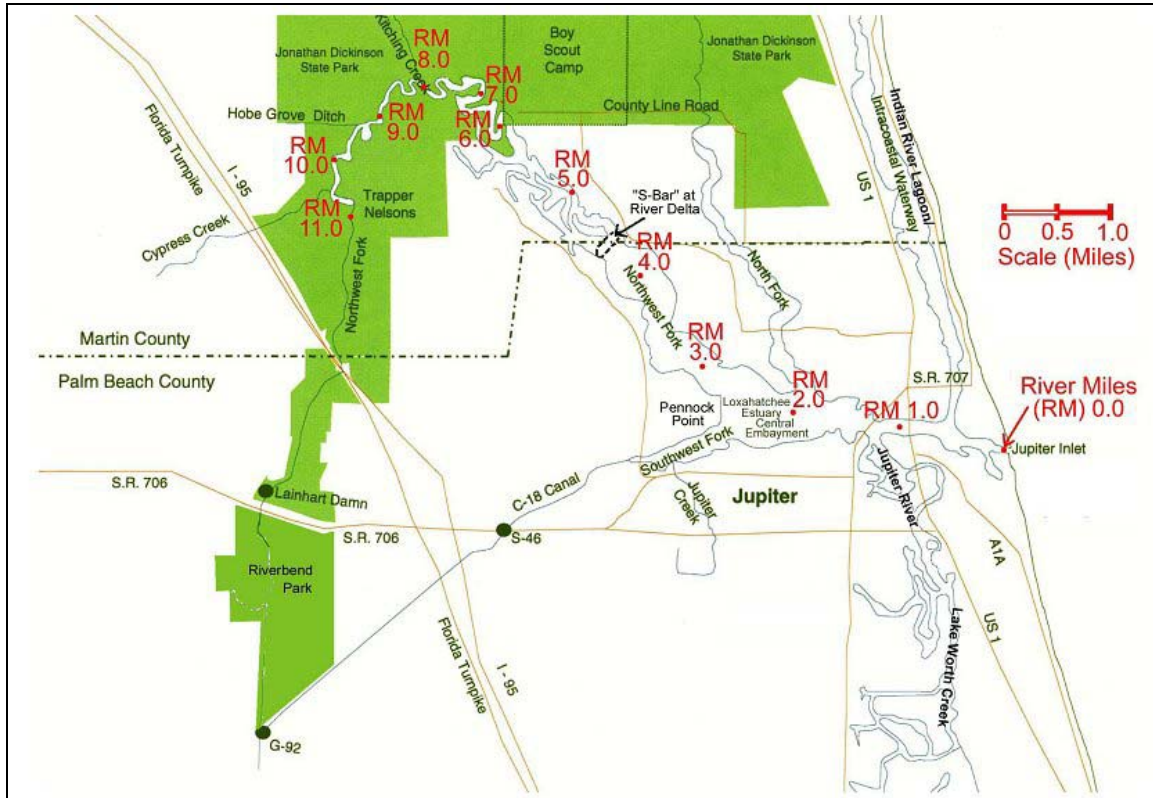 Jonathan Dickinson
State Park
Kitching Creek
RM
8.0
Boy
Scout
Camp
Jonathan Dickinson
State Park
RM
7.0
Hobe Grove Ditch
RM
9.0
RM
6.0
County Line Road
Indian River Lagoon/
Intracoastal Waterway
US 1
Florida Turnpike
I - 95
RM
10.0
RM
5.0
Trapper
Nelsons
"S-Bar" at
River Delta
RM
11.0
Cypress Creek
0 0.5 1.0
Scale (Miles)
RM
4.0
Northwest Fork
Northwest Fork
North Fork
Martin County
Palm Beach County
RM
3.0
S.R. 707
RM
2.0
River Miles
(RM) 0.0
Pennock
Point
Loxahatchee
Estuary
Central
Embayment
RM 1.0
Jupiter Inlet
Southwest Fork
S.R. 706
Lainhart Damn
C-18 Canal
Jupiter
Creek
Jupiter
Jupiter River
S.R. 706
S-46
A1A
Riverbend
Park
US 1
Lake Worth Creek
Florida Turnpike
I - 95
G-92